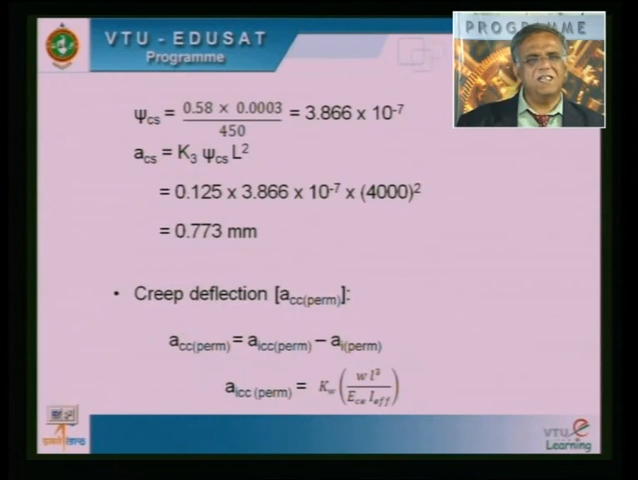 VTU - EDUSAT
Programme
PROGRAMME
ψcs = 0.58 x 0.0003 / 450 = 3.866 x 10⁻⁷
acs = K₃ ψcs L²
= 0.125 x 3.866 x 10⁻⁷ x (4000)²
= 0.773 mm
• Creep deflection [acc(perm)]:
acc(perm) = aicc(perm) – ai(perm)
aicc (perm) = Kw (w l³ / Ece Ieff)
VTU e
Learning